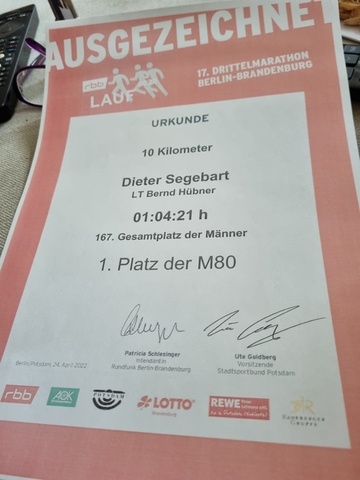 AUSGEZEICHNET
rbb
LAUF
17. DRITTELMARATHON
BERLIN-BRANDENBURG
URKUNDE
10 Kilometer
Dieter Segebart
LT Bernd Hübner
01:04:21 h
167. Gesamtplatz der Männer
1. Platz der M80
Patricia Schlesinger
Intendantin
Rundfunk Berlin-Brandenburg
Ute Goldberg
Vorsitzende
Stadtsportbund Potsdam
Berlin/Potsdam, 24. April 2022
rbb
AOK
POTSDAM
LOTTO
Brandenburg
REWE